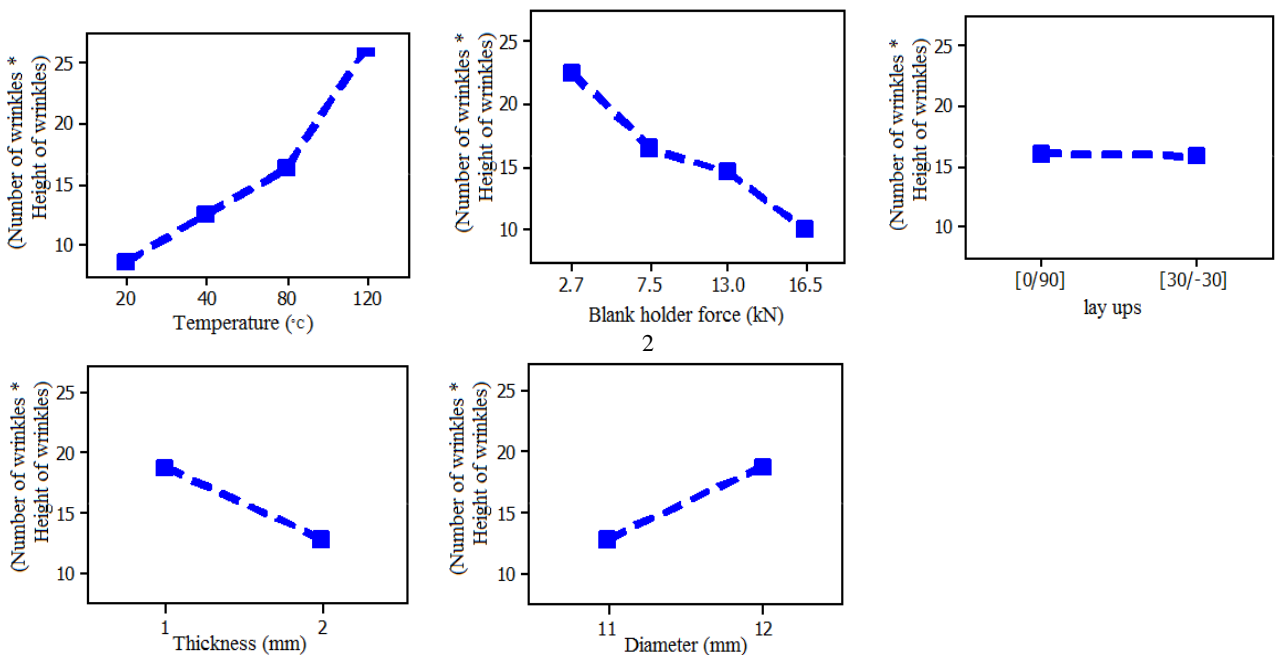 (Number of wrinkles *
Height of wrinkles)
25
20
15
10
20 40 80 120
Temperature (°C)
(Number of wrinkles *
Height of wrinkles)
25
20
15
10
2.7 7.5 13.0 16.5
Blank holder force (kN)
2
(Number of wrinkles *
Height of wrinkles)
25
20
15
10
[0/90] [30/-30]
lay ups
(Number of wrinkles *
Height of wrinkles)
25
20
15
10
1 2
Thickness (mm)
(Number of wrinkles *
Height of wrinkles)
25
20
15
10
11 12
Diameter (mm)